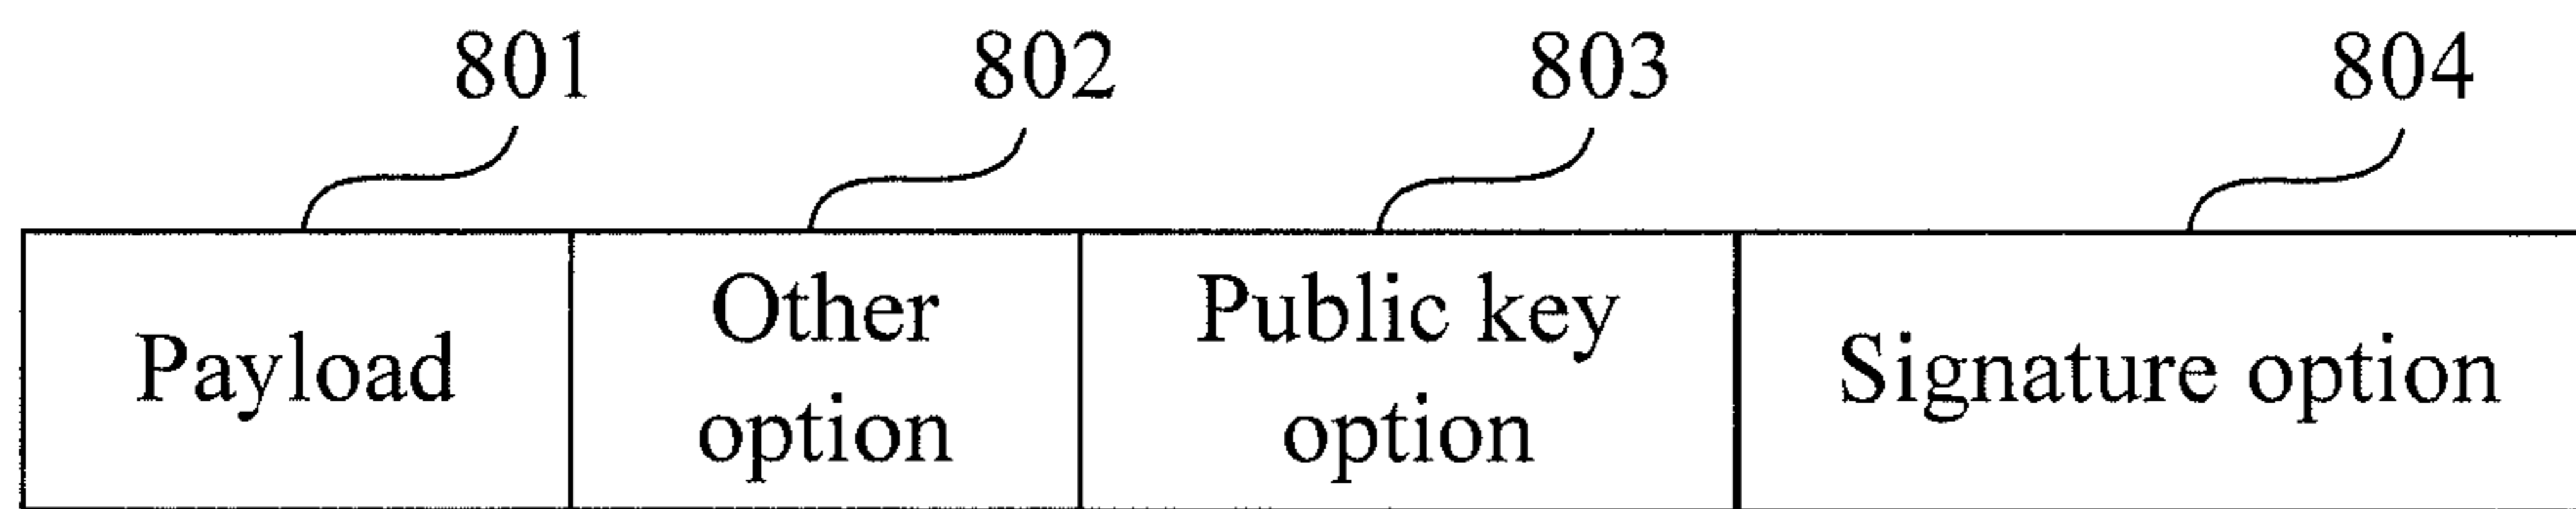 801 802 803 804
Payload
Other
option
Public key
option
Signature option